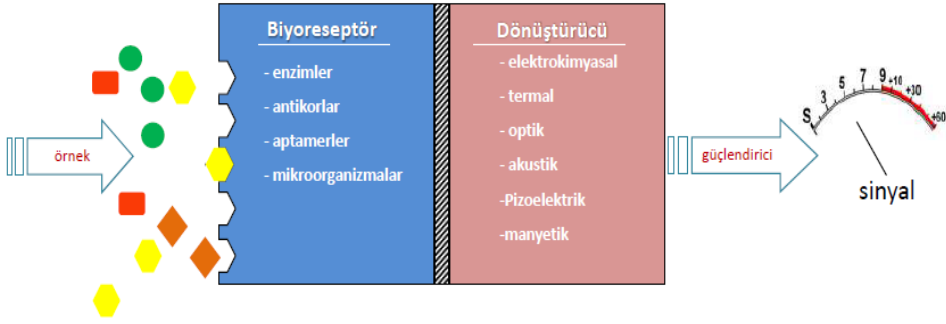 örnek
Biyoreseptör
- enzimler
- antikorlar
- aptamerler
- mikroorganizmalar
Dönüştürücü
- elektrokimyasal
- termal
- optik
- akustik
-Pizoelektrik
-manyetik
güçlendirici
S 3 5 7 9 +10 +30 +60
sinyal